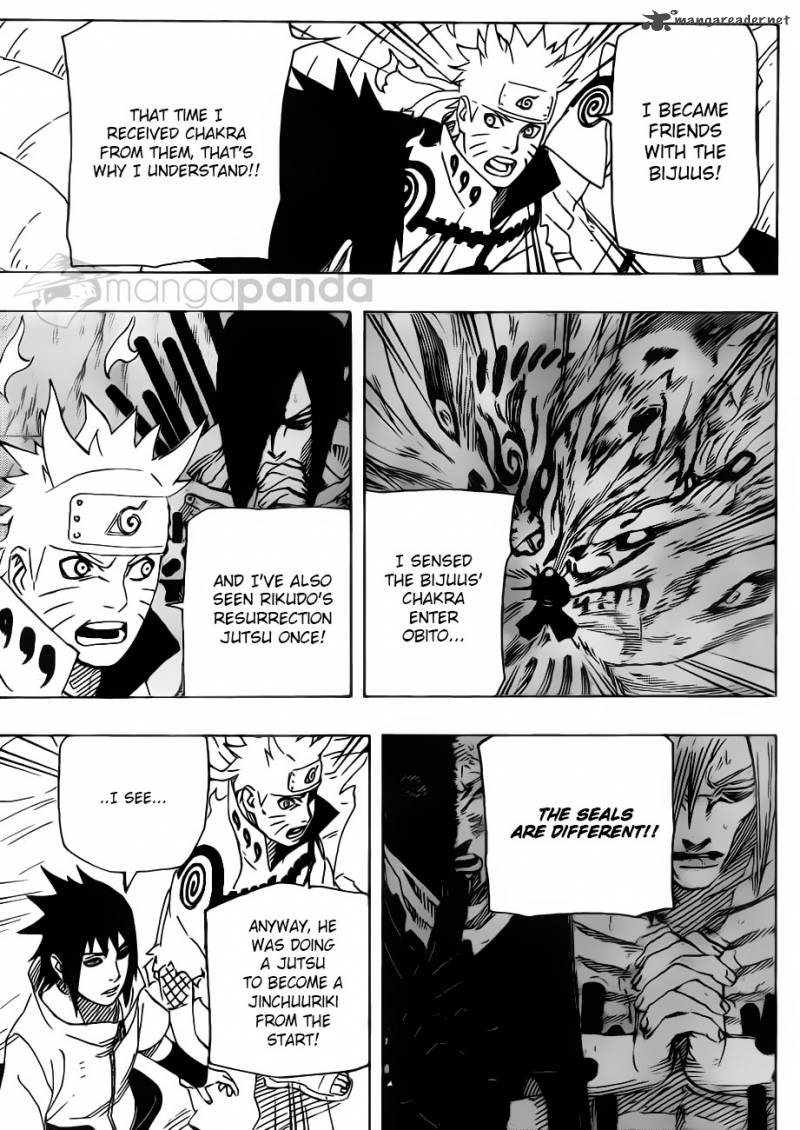 mangareader.net
I BECAME
FRIENDS
WITH THE
BIJUUS!
THAT TIME I
RECEIVED CHAKRA
FROM THEM, THAT'S
WHY I UNDERSTAND!!
mangapanda
I SENSED
THE BIJUUS'
CHAKRA
ENTER
OBITO...
AND I'VE ALSO
SEEN RIKUDO'S
RESURRECTION
JUTSU ONCE!
THE SEALS
ARE DIFFERENT!!
..I SEE...
ANYWAY, HE
WAS DOING
A JUTSU
TO BECOME A
JINCHUURIKI
FROM THE
START!